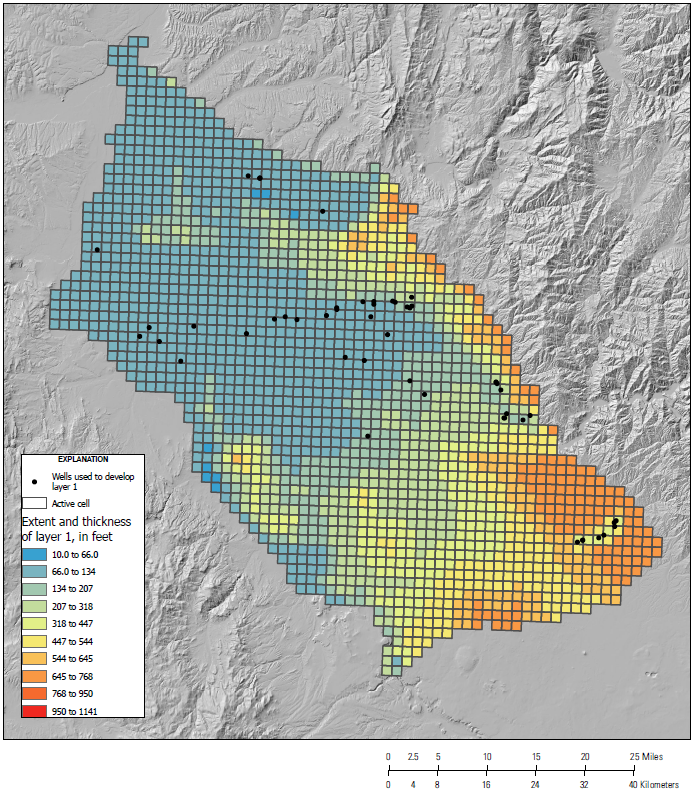 EXPLANATION
Wells used to develop
layer 1
Active cell
Extent and thickness
of layer 1, in feet
10.0 to 66.0
66.0 to 134
134 to 207
207 to 318
318 to 447
447 to 544
544 to 645
645 to 768
768 to 950
950 to 1141
0 2.5 5 10 15 20 25 Miles
0 4 8 16 24 32 40 Kilometers